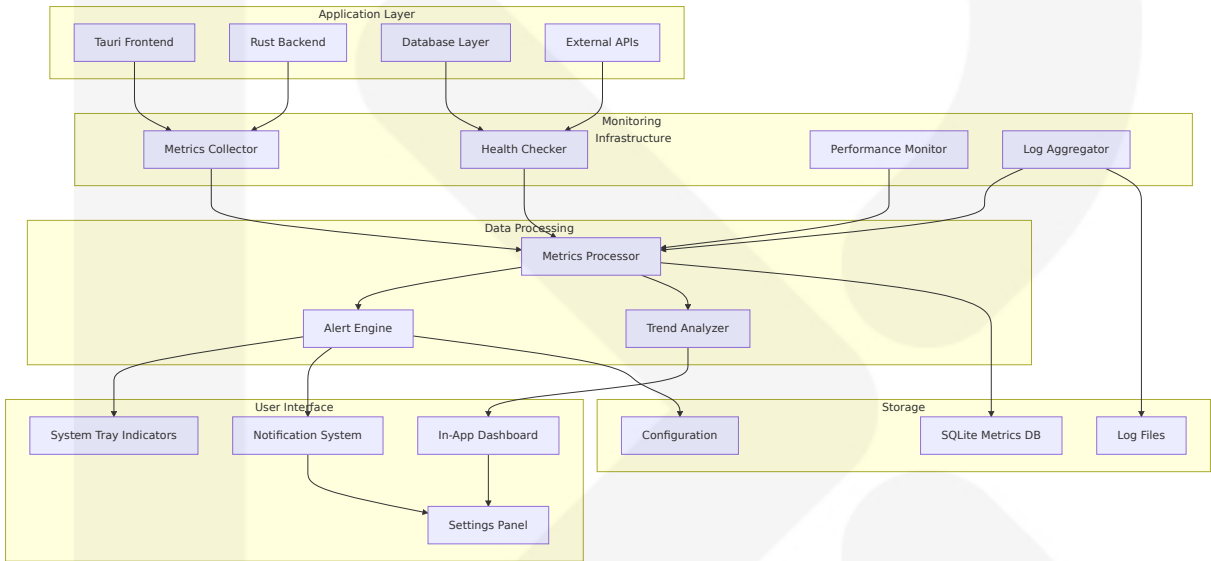 Application Layer
Tauri Frontend
Rust Backend
Database Layer
External APIs
Monitoring
Infrastructure
Metrics Collector
Health Checker
Performance Monitor
Log Aggregator
Data Processing
Metrics Processor
Alert Engine
Trend Analyzer
User Interface
System Tray Indicators
Notification System
In-App Dashboard
Settings Panel
Storage
Configuration
SQLite Metrics DB
Log Files